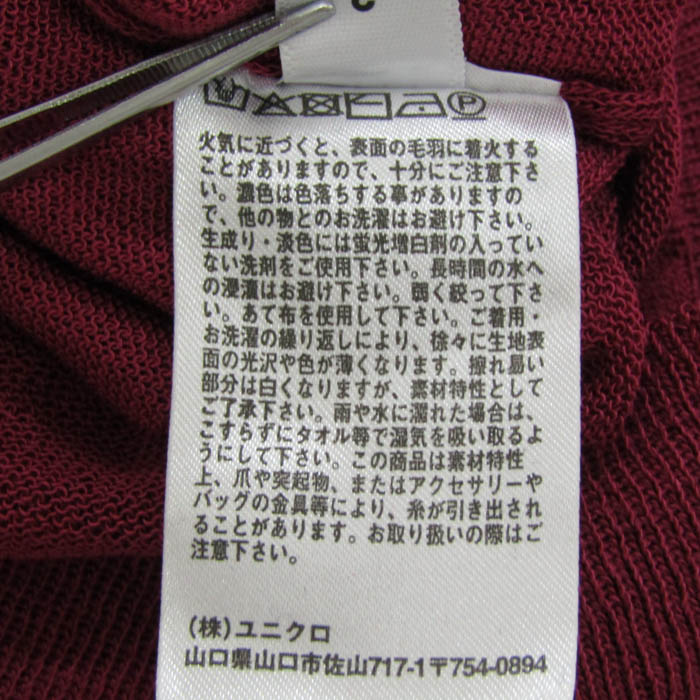 火気に近づくと、表面の毛羽に着火する
ことがありますので、十分にご注意下さ
い。濃色は色落ちする事がありますの
で、他の物とのお洗濯はお避け下さい。
生成り・淡色には蛍光増白剤の入ってい
ない洗剤をご使用下さい。長時間の水へ
の浸漬はお避け下さい。弱く絞って下さ
い。あて布を使用して下さい。ご着用・
お洗濯の繰り返しにより、徐々に生地表
面の光沢や色が薄くなります。擦れ易い
部分は白くなりますが、素材特性として
ご了承下さい。雨や水に濡れた場合は、
こすらずにタオル等で湿気を吸い取るよ
うにして下さい。この商品は素材特性
上、爪や突起物、またはアクセサリーや
バッグの金具等により、糸が引き出され
ることがあります。お取り扱いの際はご
注意下さい。
(株)ユニクロ
山口県山口市佐山717-1〒754-0894